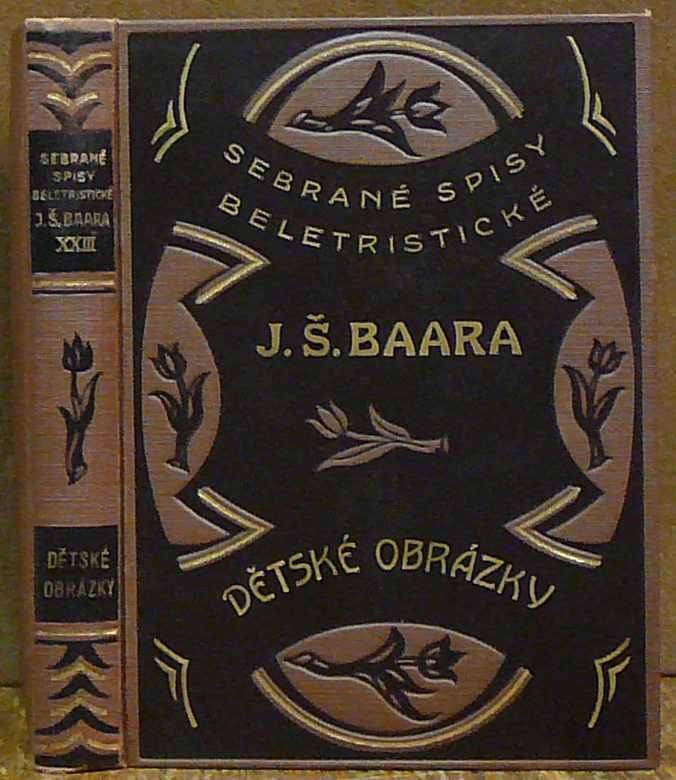 SEBRANÉ
SPISY
BELETRISTICKÉ
J.Š.BAARA
XXIII
DĚTSKÉ
OBRÁZKY
SEBRANÉ SPISY
BELETRISTICKÉ
J.Š.BAARA
DĚTSKÉ OBRÁZKY